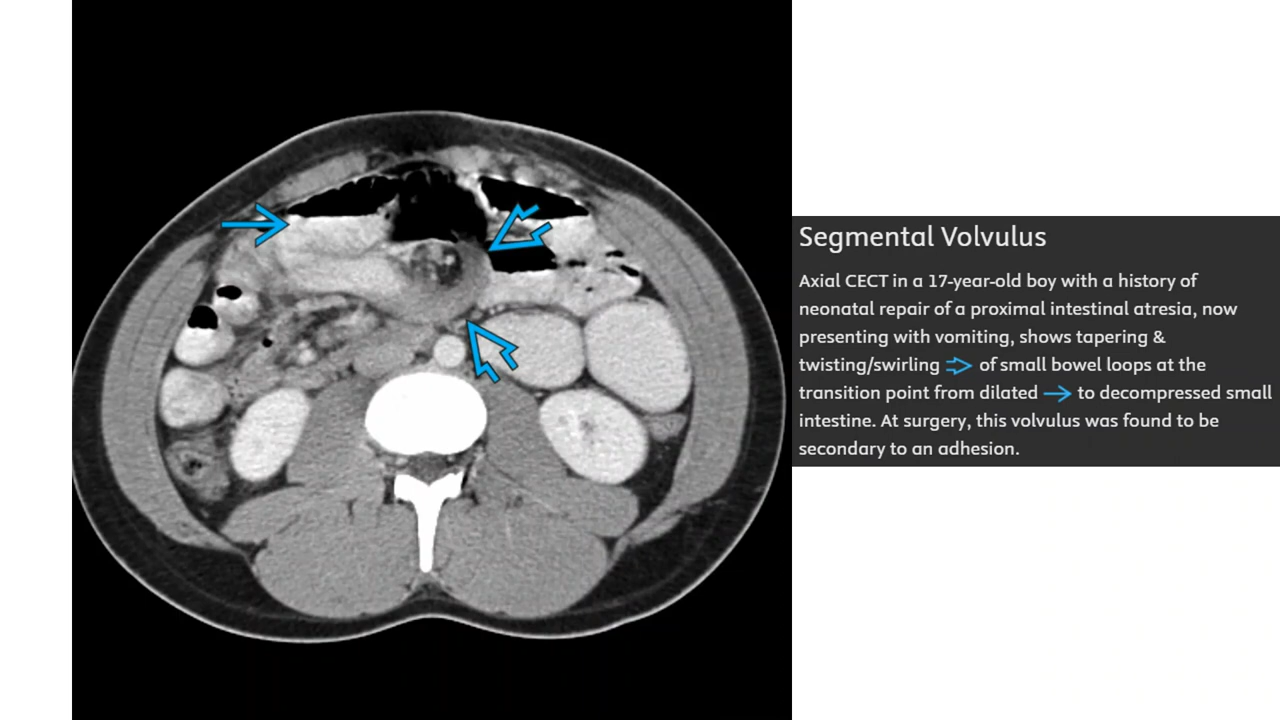 Segmental Volvulus
Axial CECT in a 17-year-old boy with a history of
neonatal repair of a proximal intestinal atresia, now
presenting with vomiting, shows tapering &
twisting/swirling of small bowel loops at the
transition point from dilated to decompressed small
intestine. At surgery, this volvulus was found to be
secondary to an adhesion.